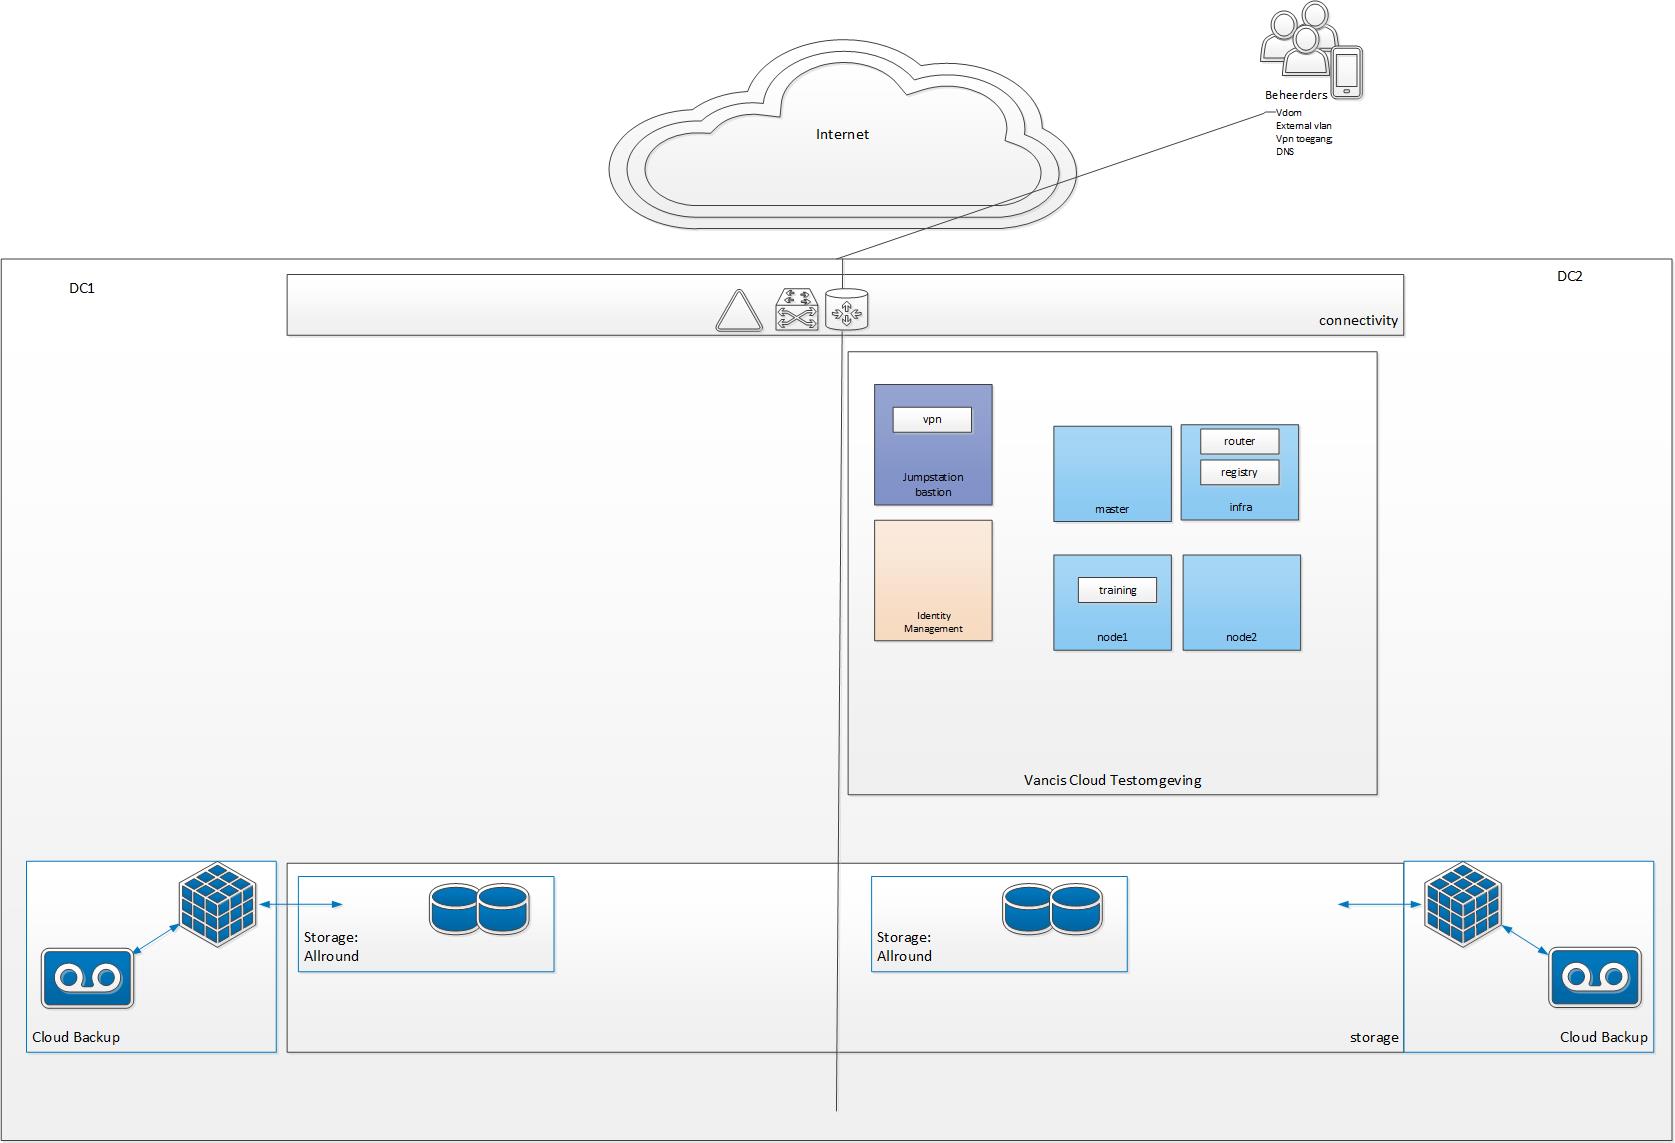 Internet
Beheerders
Vdom
External vlan
Vpn toegang
DNS
DC1
DC2
connectivity
vpn
Jumpstation
bastion
master
router
registry
infra
Identity
Management
training
node1
node2
Vancis Cloud Testomgeving
Storage:
Allround
Storage:
Allround
Cloud Backup
storage
Cloud Backup